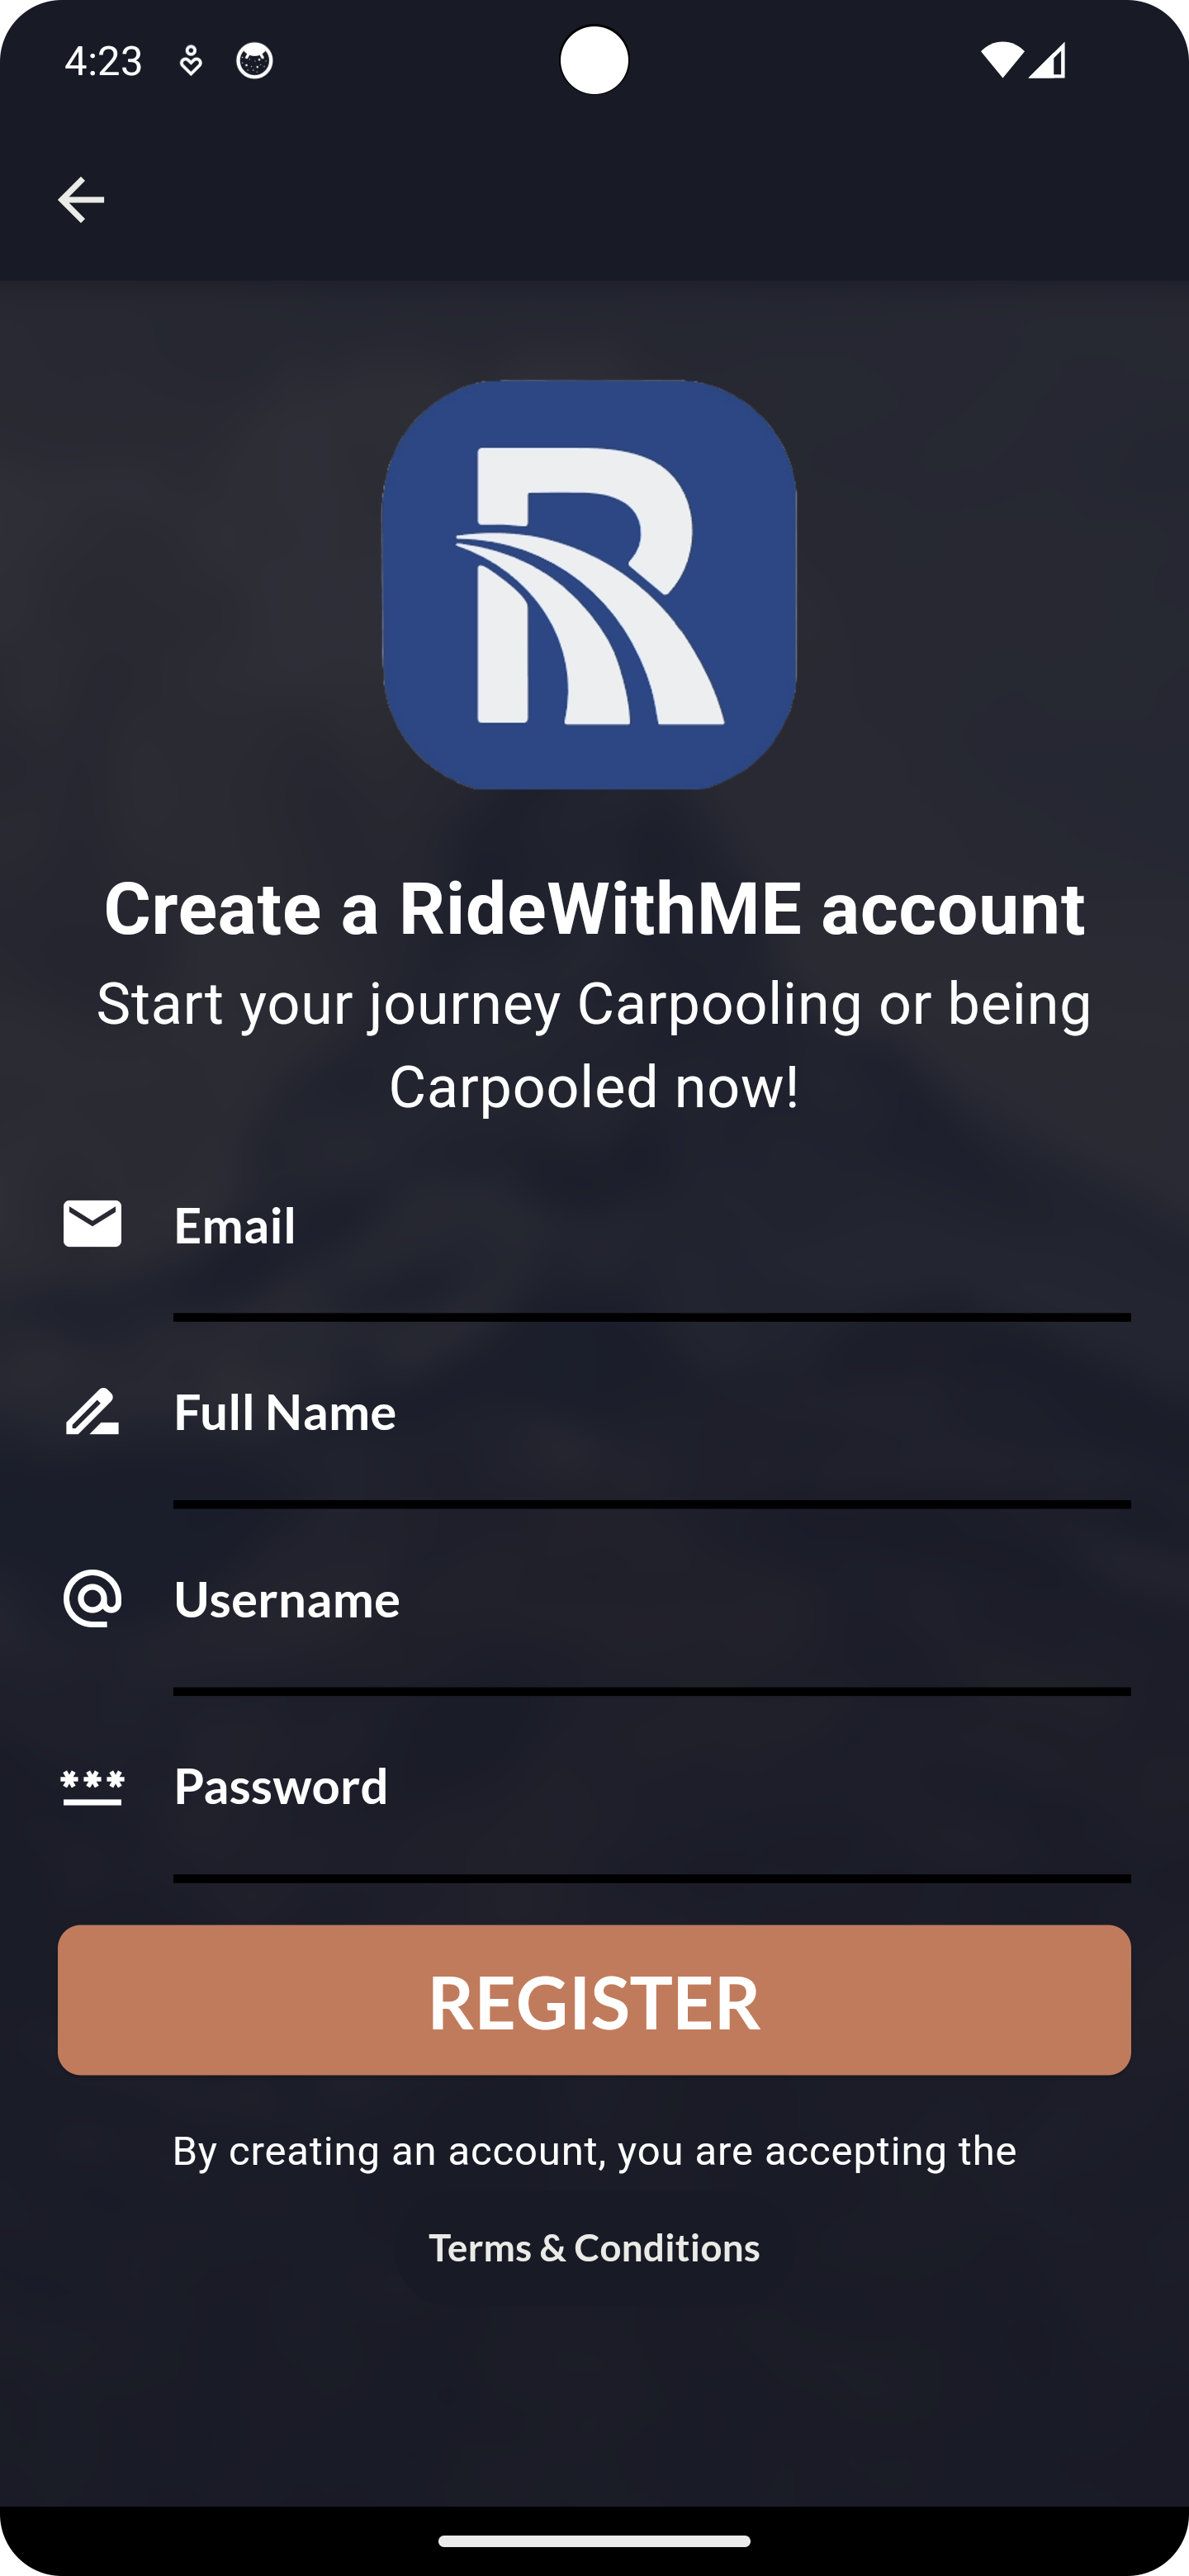 4:23
R
Create a RideWithME account
Start your journey Carpooling or being
Carpooled now!
Email
Full Name
Username
*** Password
REGISTER
By creating an account, you are accepting the
Terms & Conditions